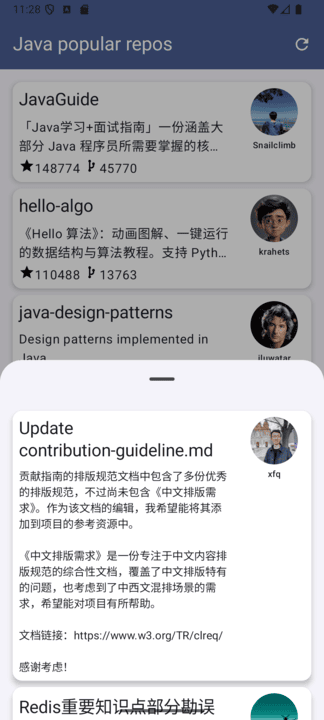 11:28
Java popular repos
JavaGuide
「Java学习+面试指南」一份涵盖大
部分 Java 程序员所需要掌握的核...
148774 45770
Snailclimb
hello-algo
《Hello 算法》：动画图解、一键运行
的数据结构与算法教程。支持 Pyth...
110488 13763
krahets
java-design-patterns
Design patterns implemented in
Java
iluwatar
Update
contribution-guideline.md
xfq
贡献指南的排版规范文档中包含了多份优秀
的排版规范，不过尚未包含《中文排版需
求》。作为该文档的编辑，我希望能将其添
加到项目的参考资源中。
《中文排版需求》是一份专注于中文内容排
版规范的综合性文档，覆盖了中文排版特有
的问题，也考虑到了中西文混排场景的需
求，希望能对项目有所帮助。
文档链接：https://www.w3.org/TR/clreq/
感谢考虑！
Redis重要知识点部分勘误